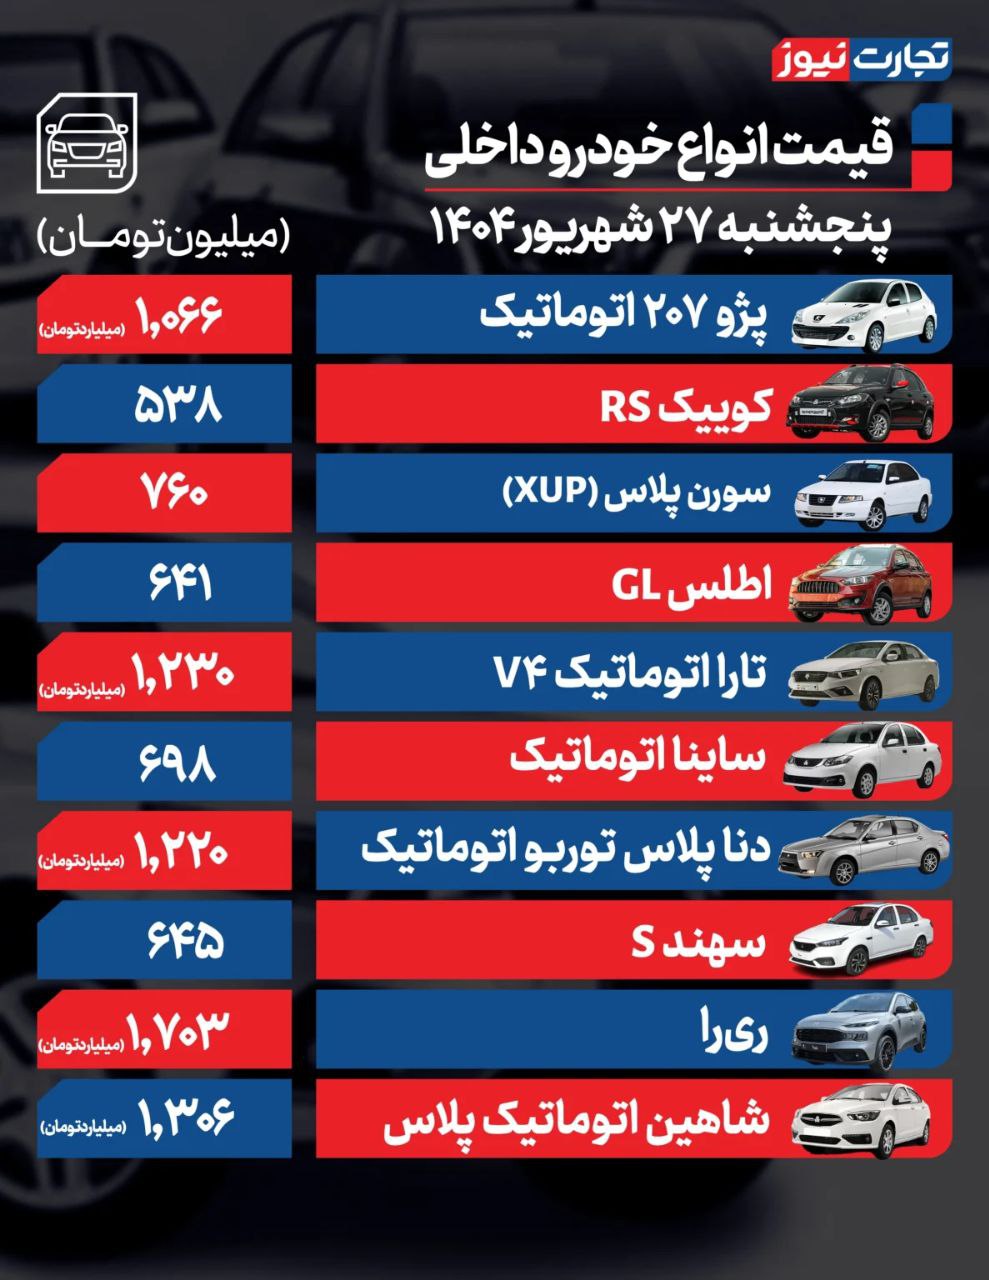 تجارت نیوز
قیمت انواع خودرو داخلی
پنجشنبه ۲۷ شهریور ۱۴۰۴
(میلیون تومـان)
پژو ۲۰۷ اتوماتیک
۱,۰۶۶ (میلیارد تومان)
کوییک RS
۵۳۸
سورن پلاس (XUP)
۷۶۰
اطلس GL
۶۴۱
تارا اتوماتیک V۴
۱,۲۳۰ (میلیارد تومان)
ساینا اتوماتیک
۶۹۸
دنا پلاس توربو اتوماتیک
۱,۲۲۰ (میلیارد تومان)
سهند S
۶۴۵
ری‌را
۱,۷۰۳ (میلیارد تومان)
شاهین اتوماتیک پلاس
۱,۳۰۶ (میلیارد تومان)